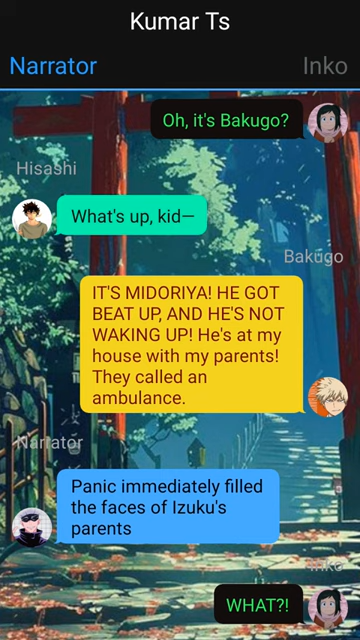 Kumar Ts
Narrator
Inko
Oh, it's Bakugo?
Hisashi
What's up, kid—
Bakugo
IT'S MIDORIYA! HE GOT
BEAT UP, AND HE'S NOT
WAKING UP! He's at my
house with my parents!
They called an
ambulance.
Narrator
Panic immediately filled
the faces of Izuku's
parents
Inko
WHAT?!